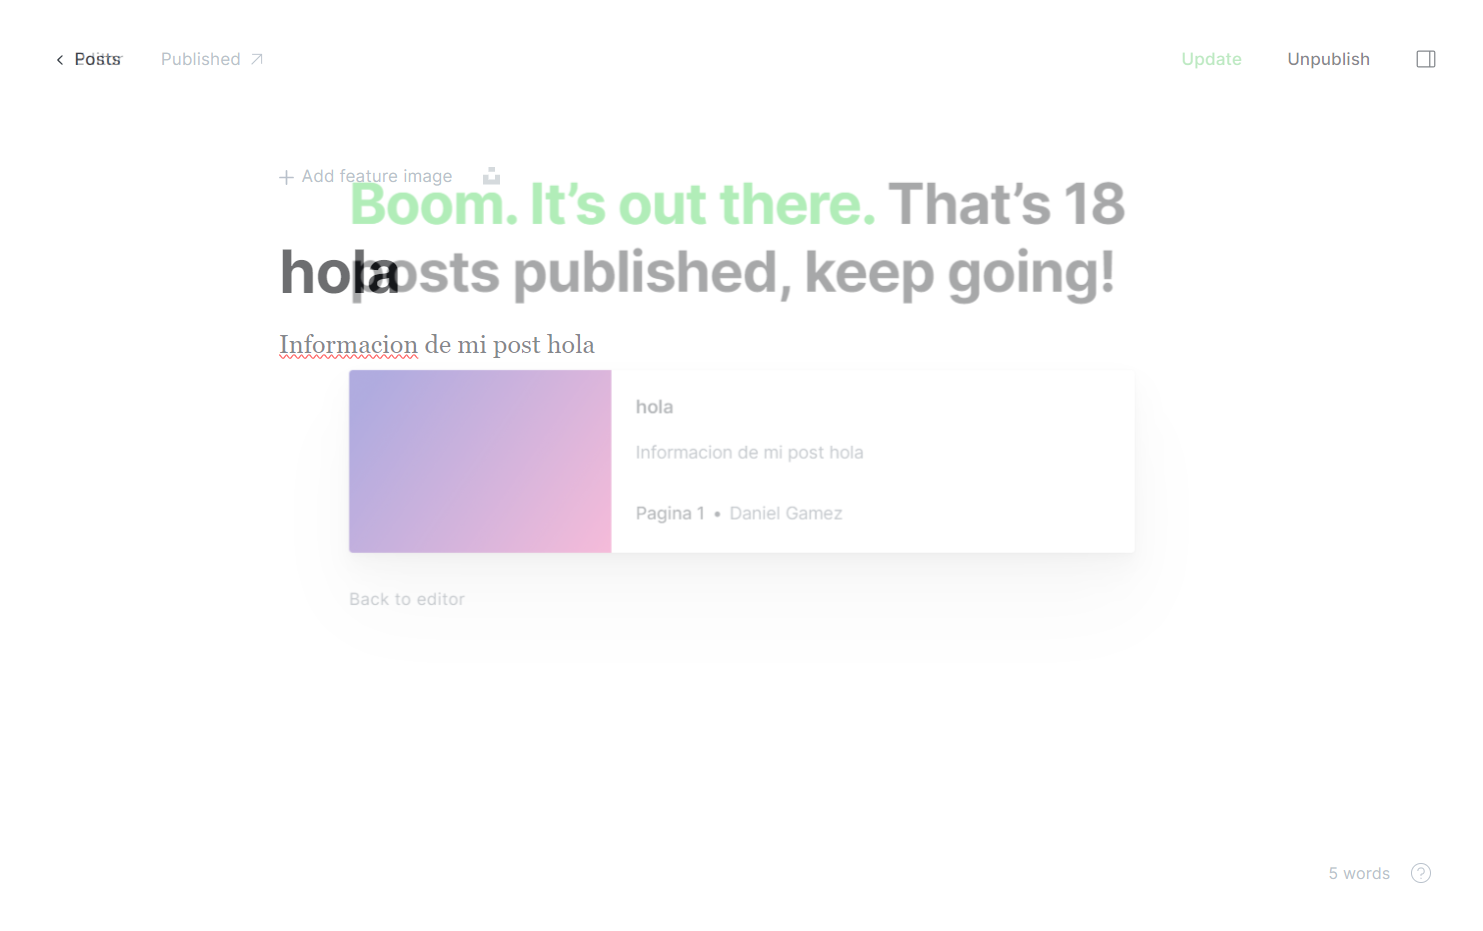 Posts
Editor
Published
Update
Unpublish
Add feature image
Boom. It's out there. That's 18
posts published, keep going!
hola
Informacion de mi post hola
hola
Informacion de mi post hola
Pagina 1 • Daniel Gamez
Back to editor
5 words
?